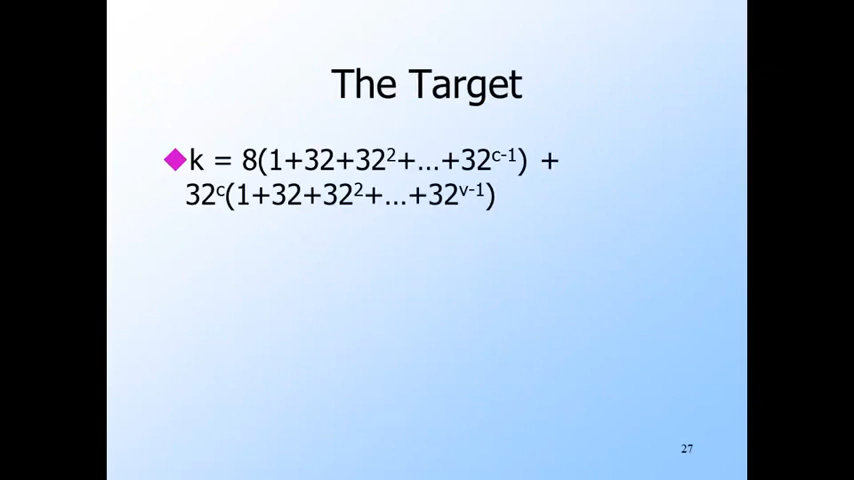 The Target
k = 8(1+32+32²+…+32ᶜ⁻¹) +
32ᶜ(1+32+32²+…+32ᵛ⁻¹)
27